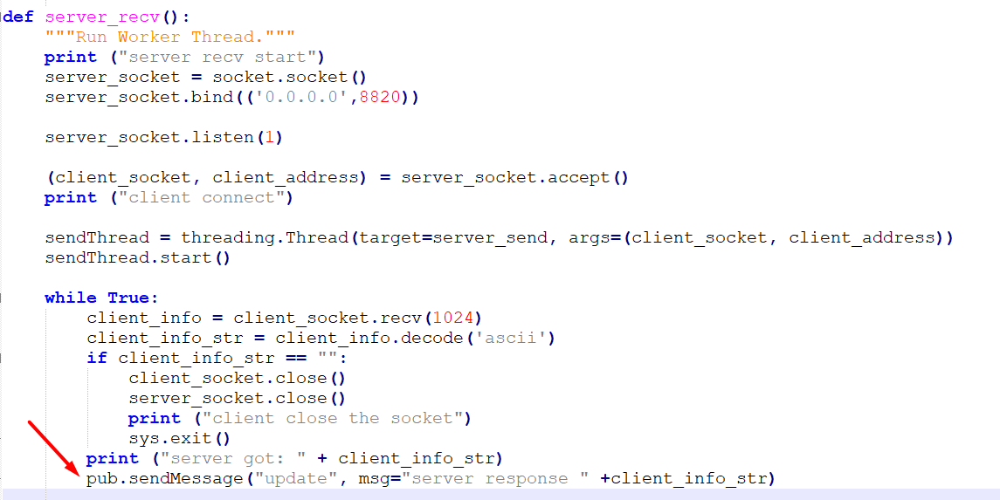 def server_recv():
    """Run Worker Thread."""
    print ("server recv start")
    server_socket = socket.socket()
    server_socket.bind(('0.0.0.0',8820))
    server_socket.listen(1)
    (client_socket, client_address) = server_socket.accept()
    print ("client connect")
    sendThread = threading.Thread(target=server_send, args=(client_socket, client_address))
    sendThread.start()
    while True:
        client_info = client_socket.recv(1024)
        client_info_str = client_info.decode('ascii')
        if client_info_str == "":
            client_socket.close()
            server_socket.close()
            print ("client close the socket")
            sys.exit()
        print ("server got: " + client_info_str)
        pub.sendMessage("update", msg="server response " +client_info_str)